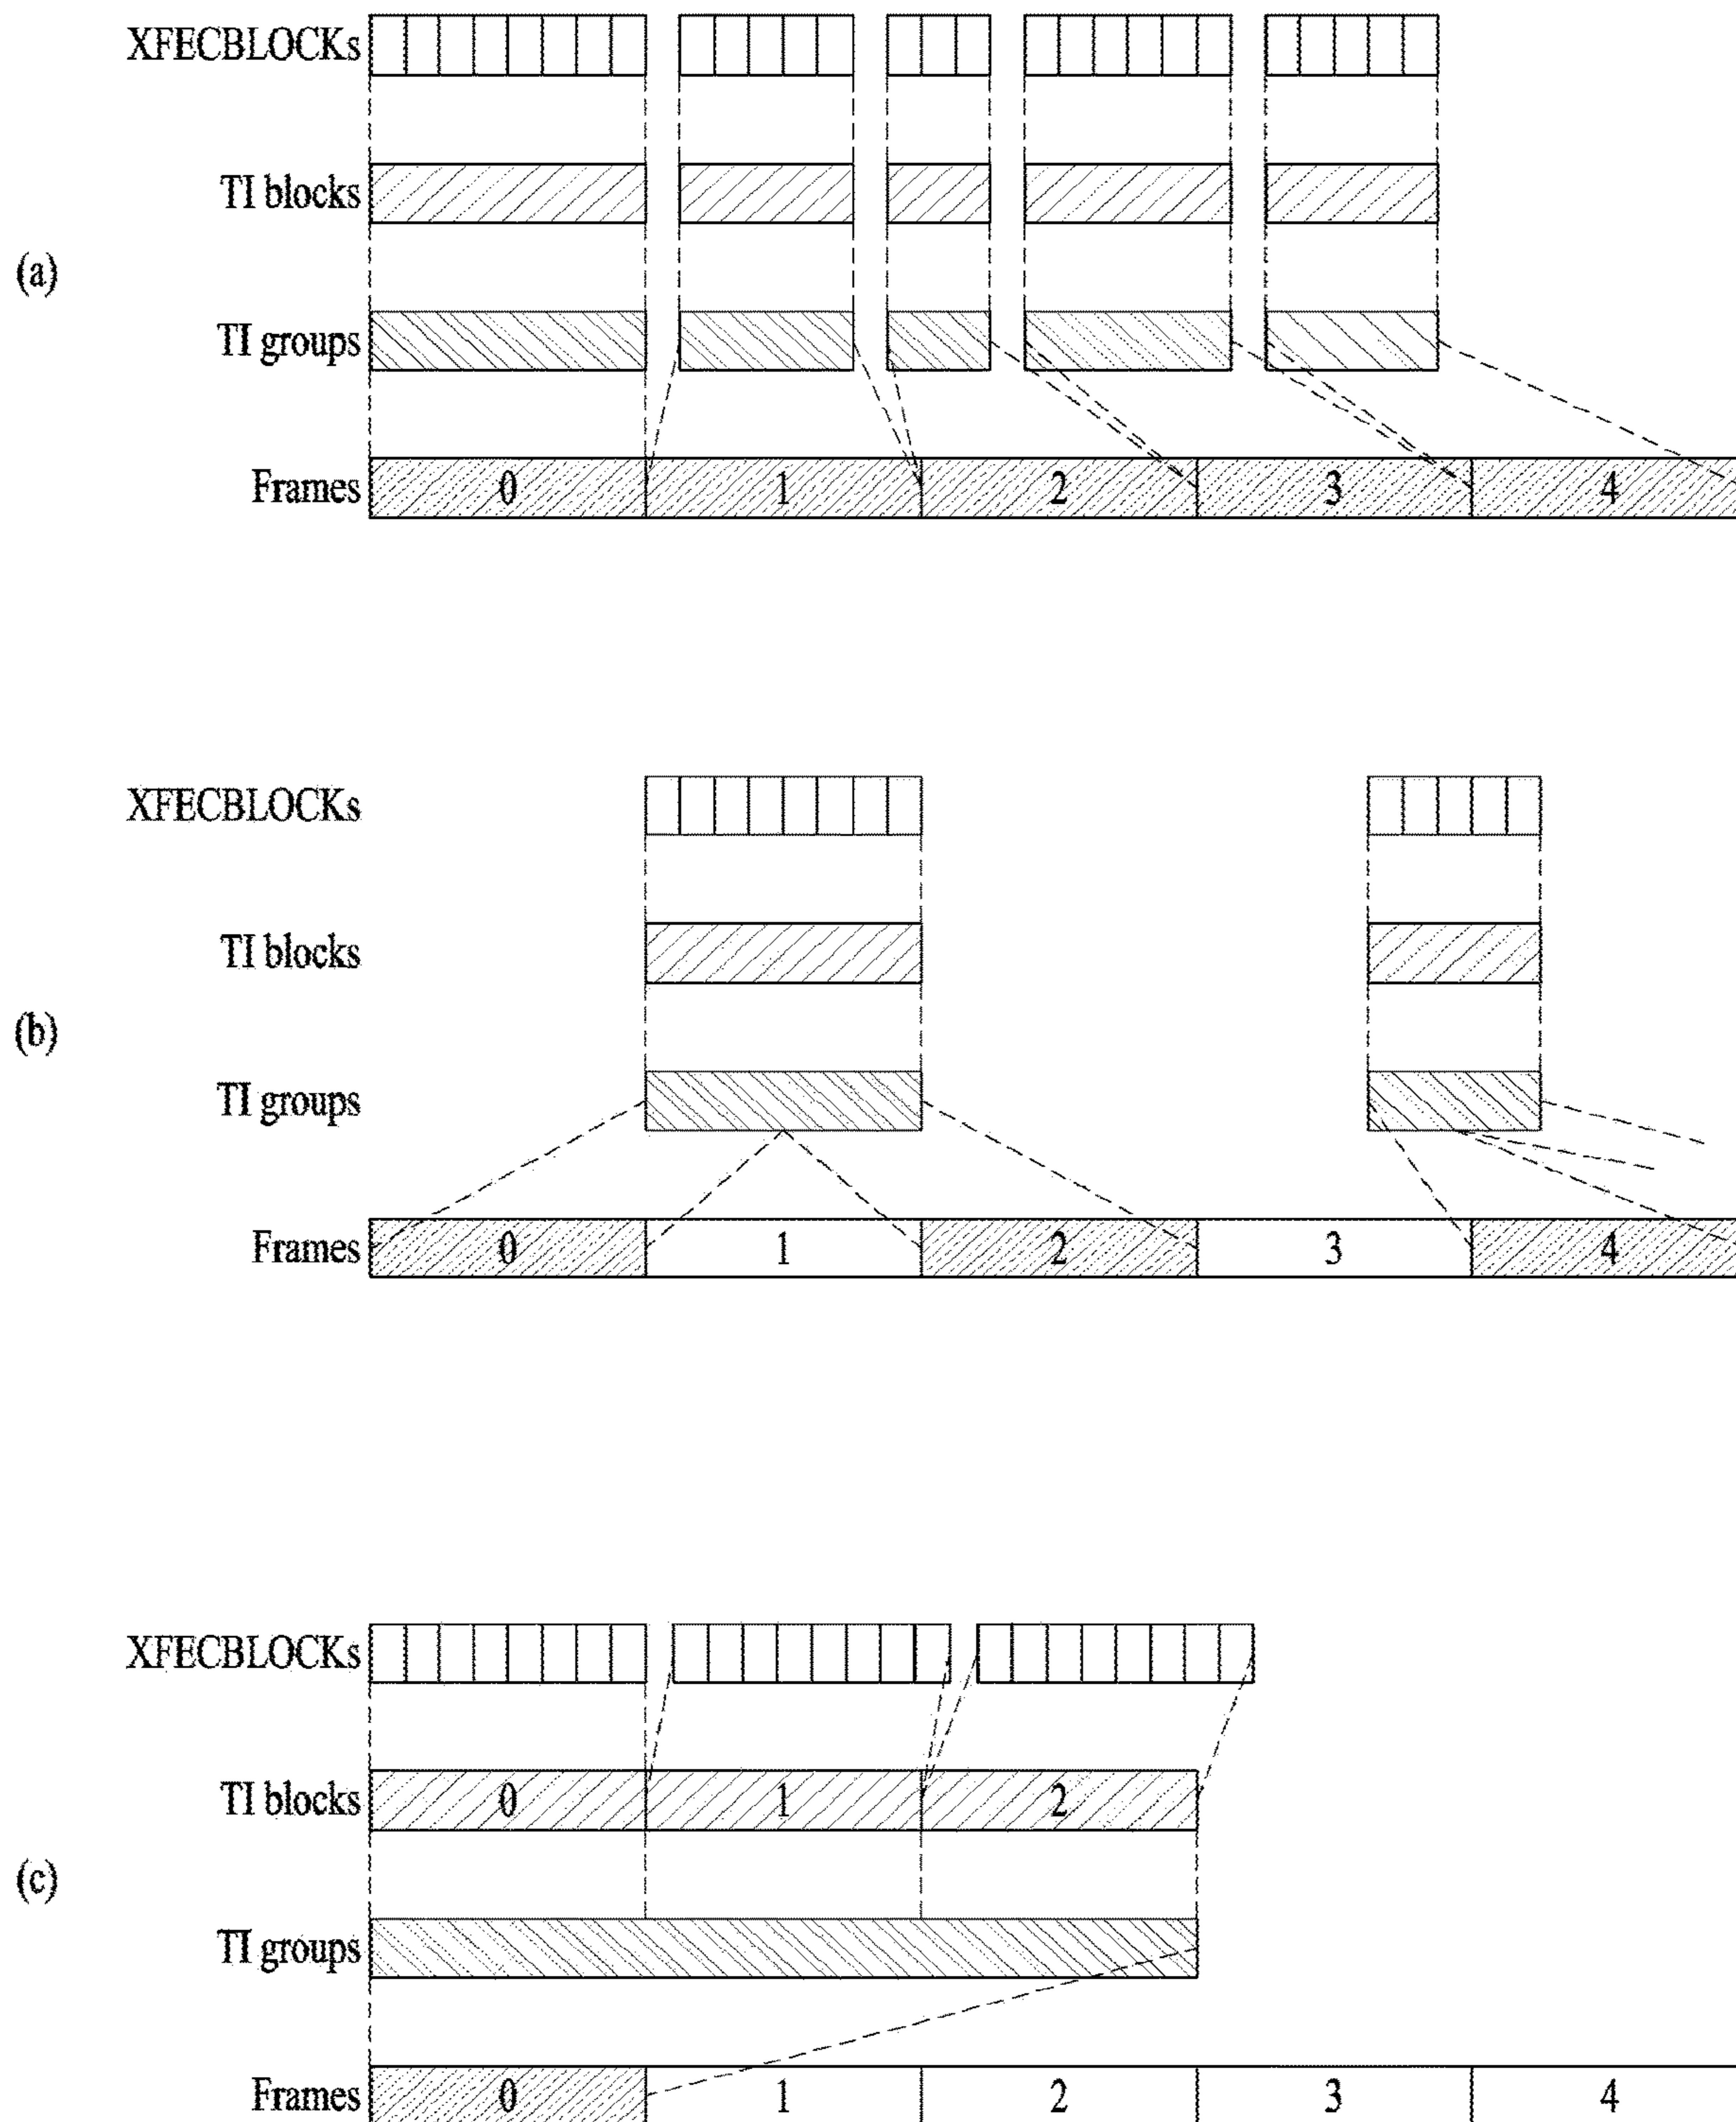 XFECBLOCKs
TI blocks
(a)
TI groups
Frames 0 1 2 3 4
XFECBLOCKs
TI blocks
(b)
TI groups
Frames 0 1 2 3 4
XFECBLOCKs
TI blocks 0 1 2
(c)
TI groups
Frames 0 1 2 3 4